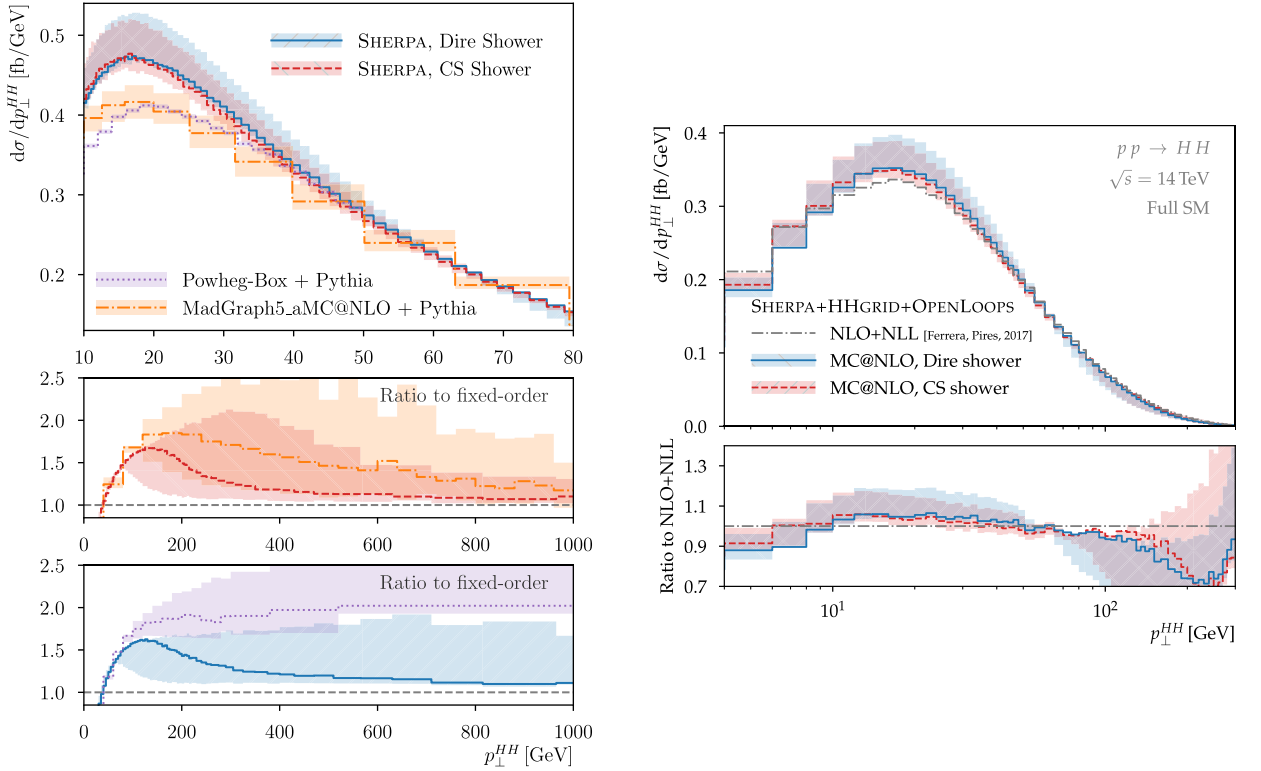 dσ/dp⊥^HH [fb/GeV]
0.5
0.4
0.3
0.2
SHERPA, Dire Shower
SHERPA, CS Shower
Powheg-Box + Pythia
MadGraph5_aMC@NLO + Pythia
10 20 30 40 50 60 70 80
2.5
2.0
1.5
1.0
Ratio to fixed-order
0 200 400 600 800 1000
2.5
2.0
1.5
1.0
Ratio to fixed-order
0 200 400 600 800 1000
p⊥^HH [GeV]
dσ/dp⊥^HH [fb/GeV]
0.4
0.3
0.2
0.1
0.0
p p → H H
√s = 14 TeV
Full SM
SHERPA+HHGRID+OPENLOOPS
NLO+NLL [Ferrera, Pires, 2017]
MC@NLO, Dire shower
MC@NLO, CS shower
Ratio to NLO+NLL
1.3
1.1
0.9
0.7
10^1 10^2
p⊥^HH [GeV]